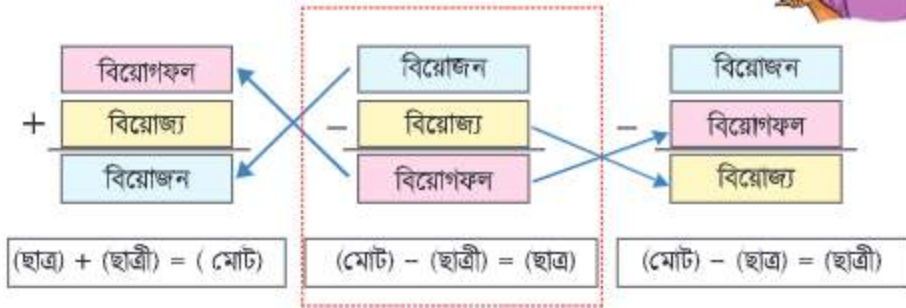 বিয়োগফল
+ বিয়োজ্য
বিয়োজন
(ছাত্র) + (ছাত্রী) = ( মোট)
বিয়োজন
− বিয়োজ্য
বিয়োগফল
(মোট) − (ছাত্রী) = (ছাত্র)
বিয়োজন
− বিয়োগফল
বিয়োজ্য
(মোট) − (ছাত্র) = (ছাত্রী)